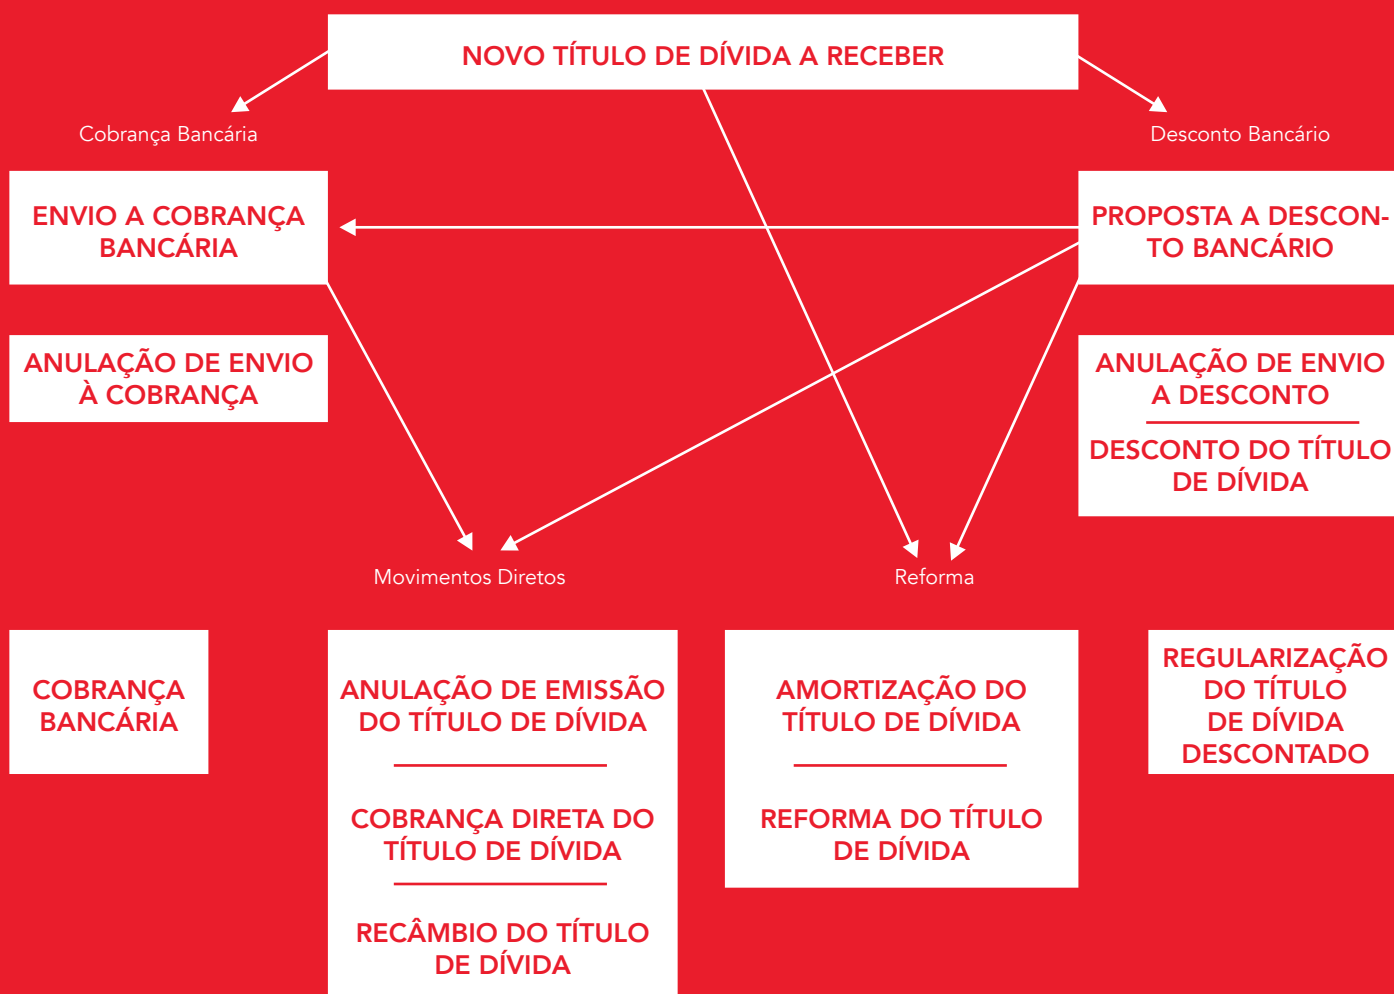 NOVO TÍTULO DE DÍVIDA A RECEBER
Cobrança Bancária
Desconto Bancário
ENVIO A COBRANÇA
BANCÁRIA
PROPOSTA A DESCON-
TO BANCÁRIO
ANULAÇÃO DE ENVIO
À COBRANÇA
ANULAÇÃO DE ENVIO
A DESCONTO
DESCONTO DO TÍTULO
DE DÍVIDA
Movimentos Diretos
Reforma
COBRANÇA
BANCÁRIA
ANULAÇÃO DE EMISSÃO
DO TÍTULO DE DÍVIDA
COBRANÇA DIRETA DO
TÍTULO DE DÍVIDA
RECÂMBIO DO TÍTULO
DE DÍVIDA
AMORTIZAÇÃO DO
TÍTULO DE DÍVIDA
REFORMA DO TÍTULO
DE DÍVIDA
REGULARIZAÇÃO
DO TÍTULO
DE DÍVIDA
DESCONTADO